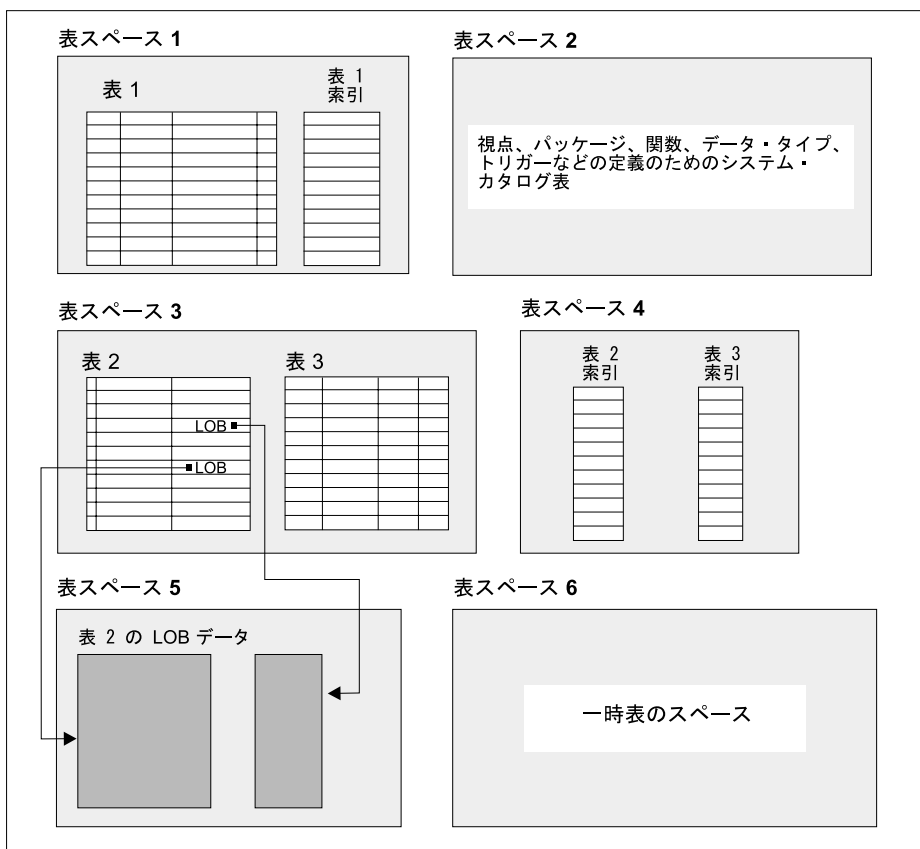 表スペース 1
表 1
表 1
索引
表スペース 2
視点、パッケージ、関数、データ・タイプ、
トリガーなどの定義のためのシステム・
カタログ表
表スペース 3
表 2
LOB
LOB
表 3
表スペース 4
表 2
索引
表 3
索引
表スペース 5
表 2 の LOB データ
表スペース 6
一時表のスペース